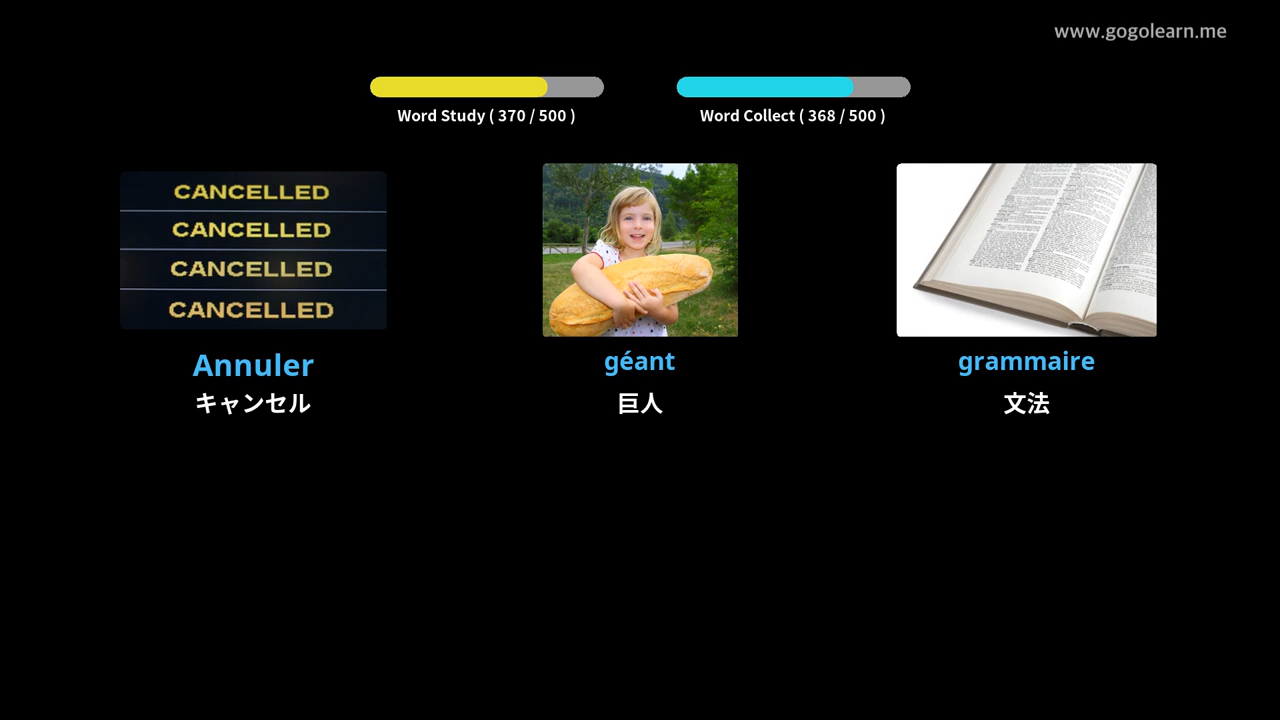 www.gogolearn.me
Word Study ( 370 / 500 )
Word Collect ( 368 / 500 )
CANCELLED
CANCELLED
CANCELLED
CANCELLED
Annuler
キャンセル
géant
巨人
grammaire
文法